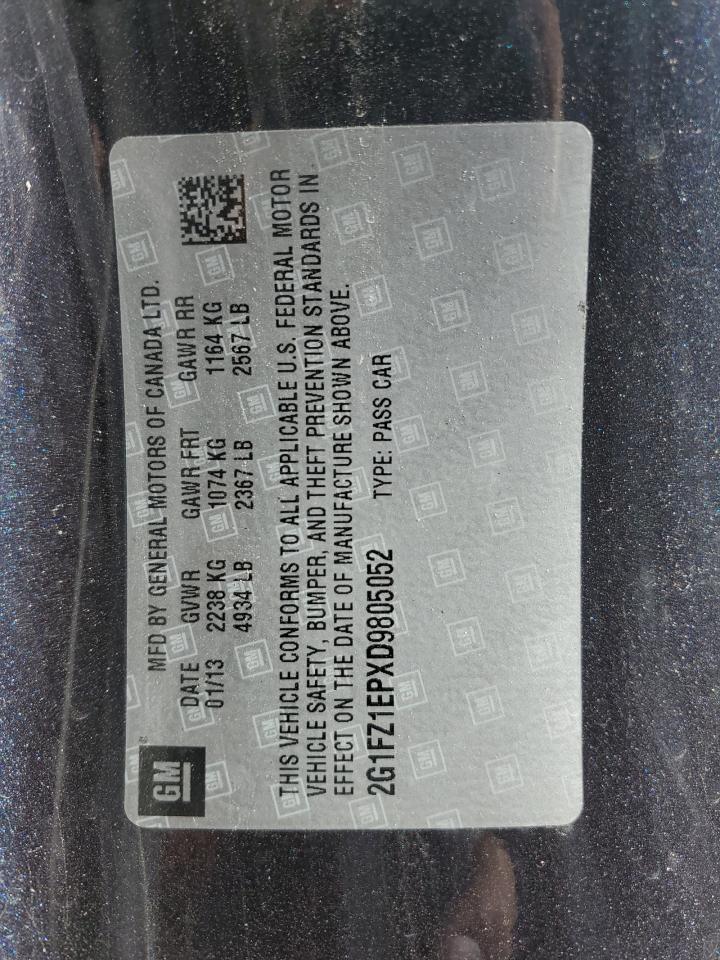 GM
MFD BY GENERAL MOTORS OF CANADA LTD.
DATE GVWR GAWR FRT GAWR RR
01/13 2238 KG 1074 KG 1164 KG
4934 LB 2367 LB 2567 LB
THIS VEHICLE CONFORMS TO ALL APPLICABLE U.S. FEDERAL MOTOR
VEHICLE SAFETY, BUMPER, AND THEFT PREVENTION STANDARDS IN
EFFECT ON THE DATE OF MANUFACTURE SHOWN ABOVE.
2G1FZ1EPXD9805052 TYPE: PASS CAR